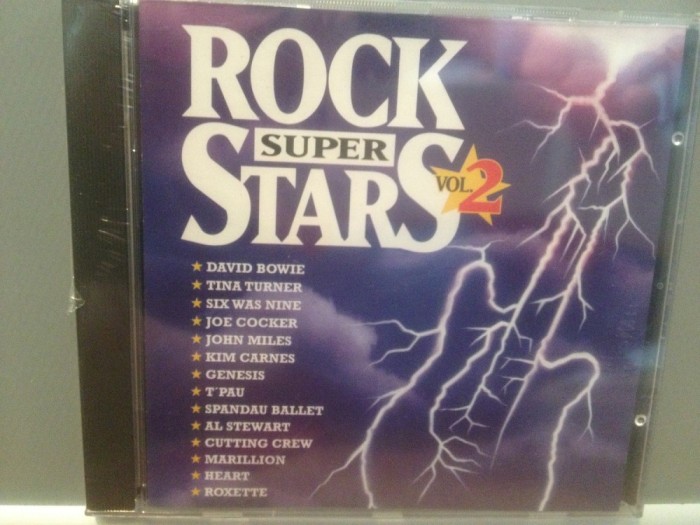 ROCK
SUPER
STARS
VOL. 2
★ DAVID BOWIE
★ TINA TURNER
★ SIX WAS NINE
★ JOE COCKER
★ JOHN MILES
★ KIM CARNES
★ GENESIS
★ T'PAU
★ SPANDAU BALLET
★ AL STEWART
★ CUTTING CREW
★ MARILLION
★ HEART
★ ROXETTE